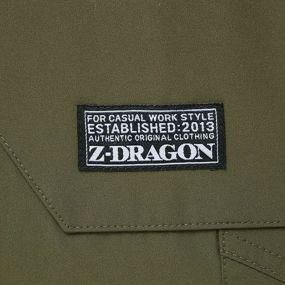 FOR CASUAL WORK STYLE
ESTABLISHED:2013
AUTHENTIC ORIGINAL CLOTHING
Z-DRAGON